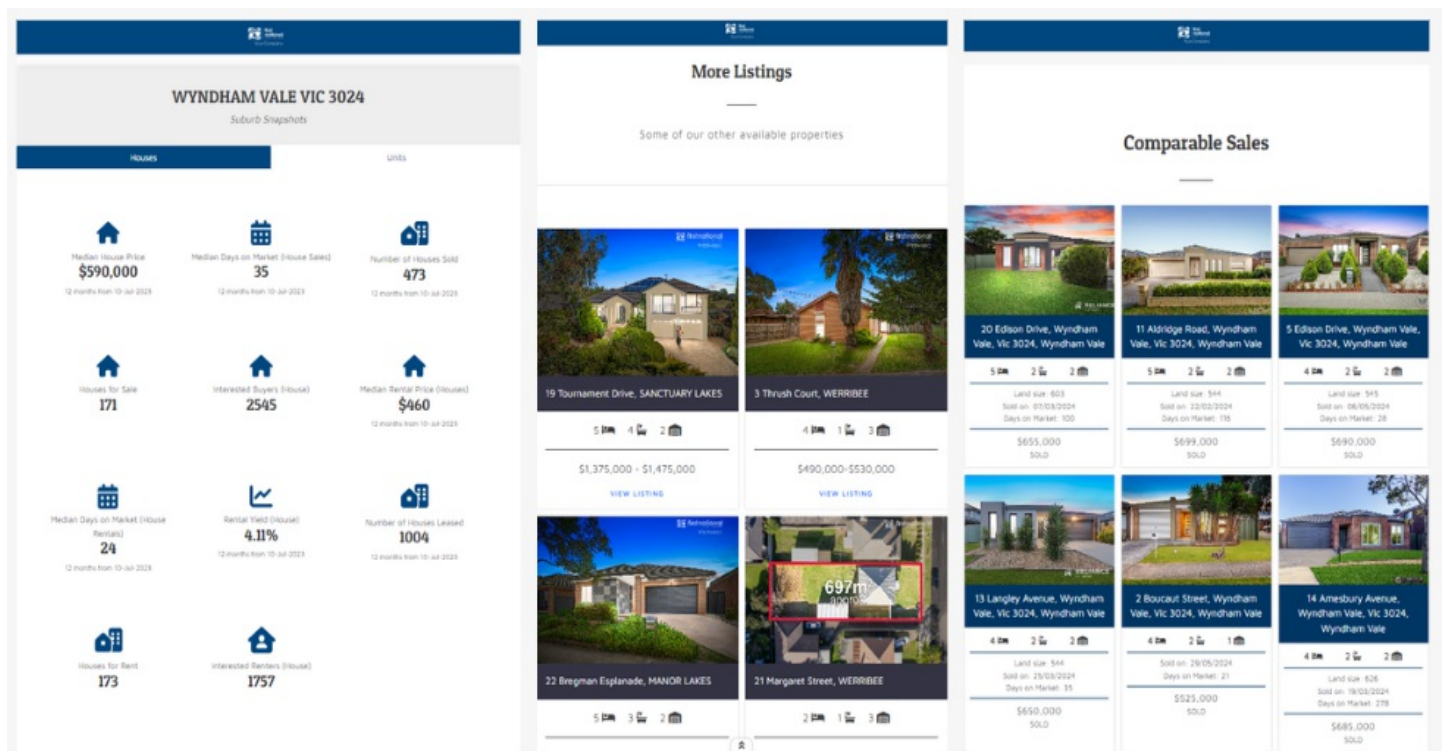 WYNDHAM VALE VIC 3024
Suburb Snapshots
Houses
Units
Median House Price
$590,000
12 months from 10-Jul-2023
Median Days on Market (House Sales)
35
12 months from 10-Jul-2023
Number of Houses Sold
473
12 months from 10-Jul-2023
Houses for Sale
171
Interested Buyers (House)
2545
Median Rental Price (Houses)
$460
12 months from 10-Jul-2023
Median Days on Market (House
Rentals)
24
12 months from 10-Jul-2023
Rental Yield (House)
4.11%
12 months from 10-Jul-2023
Number of Houses Leased
1004
12 months from 10-Jul-2023
Houses for Rent
173
Interested Renters (House)
1757
More Listings
Some of our other available properties
firstnational
firstnational
19 Tournament Drive, SANCTUARY LAKES
5 4 2
$1,375,000 - $1,475,000
VIEW LISTING
3 Thrush Court, WERRIBEE
4 1 3
$490,000-$530,000
VIEW LISTING
firstnational
22 Bregman Esplanade, MANOR LAKES
5 3 2
697m²
approx
21 Margaret Street, WERRIBEE
2 1 3
Comparable Sales
RELIANCE
20 Edison Drive, Wyndham
Vale, Vic 3024, Wyndham Vale
5 2 2
Land size: 603
Sold on: 07/03/2024
Days on Market: 100
$655,000
SOLD
11 Aldridge Road, Wyndham
Vale, Vic 3024, Wyndham Vale
5 2 2
Land size: 544
Sold on: 22/02/2024
Days on Market: 118
$699,000
SOLD
5 Edison Drive, Wyndham Vale,
Vic 3024, Wyndham Vale
4 2 2
Land size: 545
Sold on: 06/05/2024
Days on Market: 28
$690,000
SOLD
RELIANCE
13 Langley Avenue, Wyndham
Vale, Vic 3024, Wyndham Vale
4 2 2
Land size: 544
Sold on: 25/03/2024
Days on Market: 35
$650,000
SOLD
2 Boucaut Street, Wyndham
Vale, Vic 3024, Wyndham Vale
4 2 1
Sold on: 29/05/2024
Days on Market: 21
$525,000
SOLD
14 Amesbury Avenue,
Wyndham Vale, Vic 3024,
Wyndham Vale
4 2 2
Land size: 626
Sold on: 19/03/2024
Days on Market: 278
$685,000
SOLD